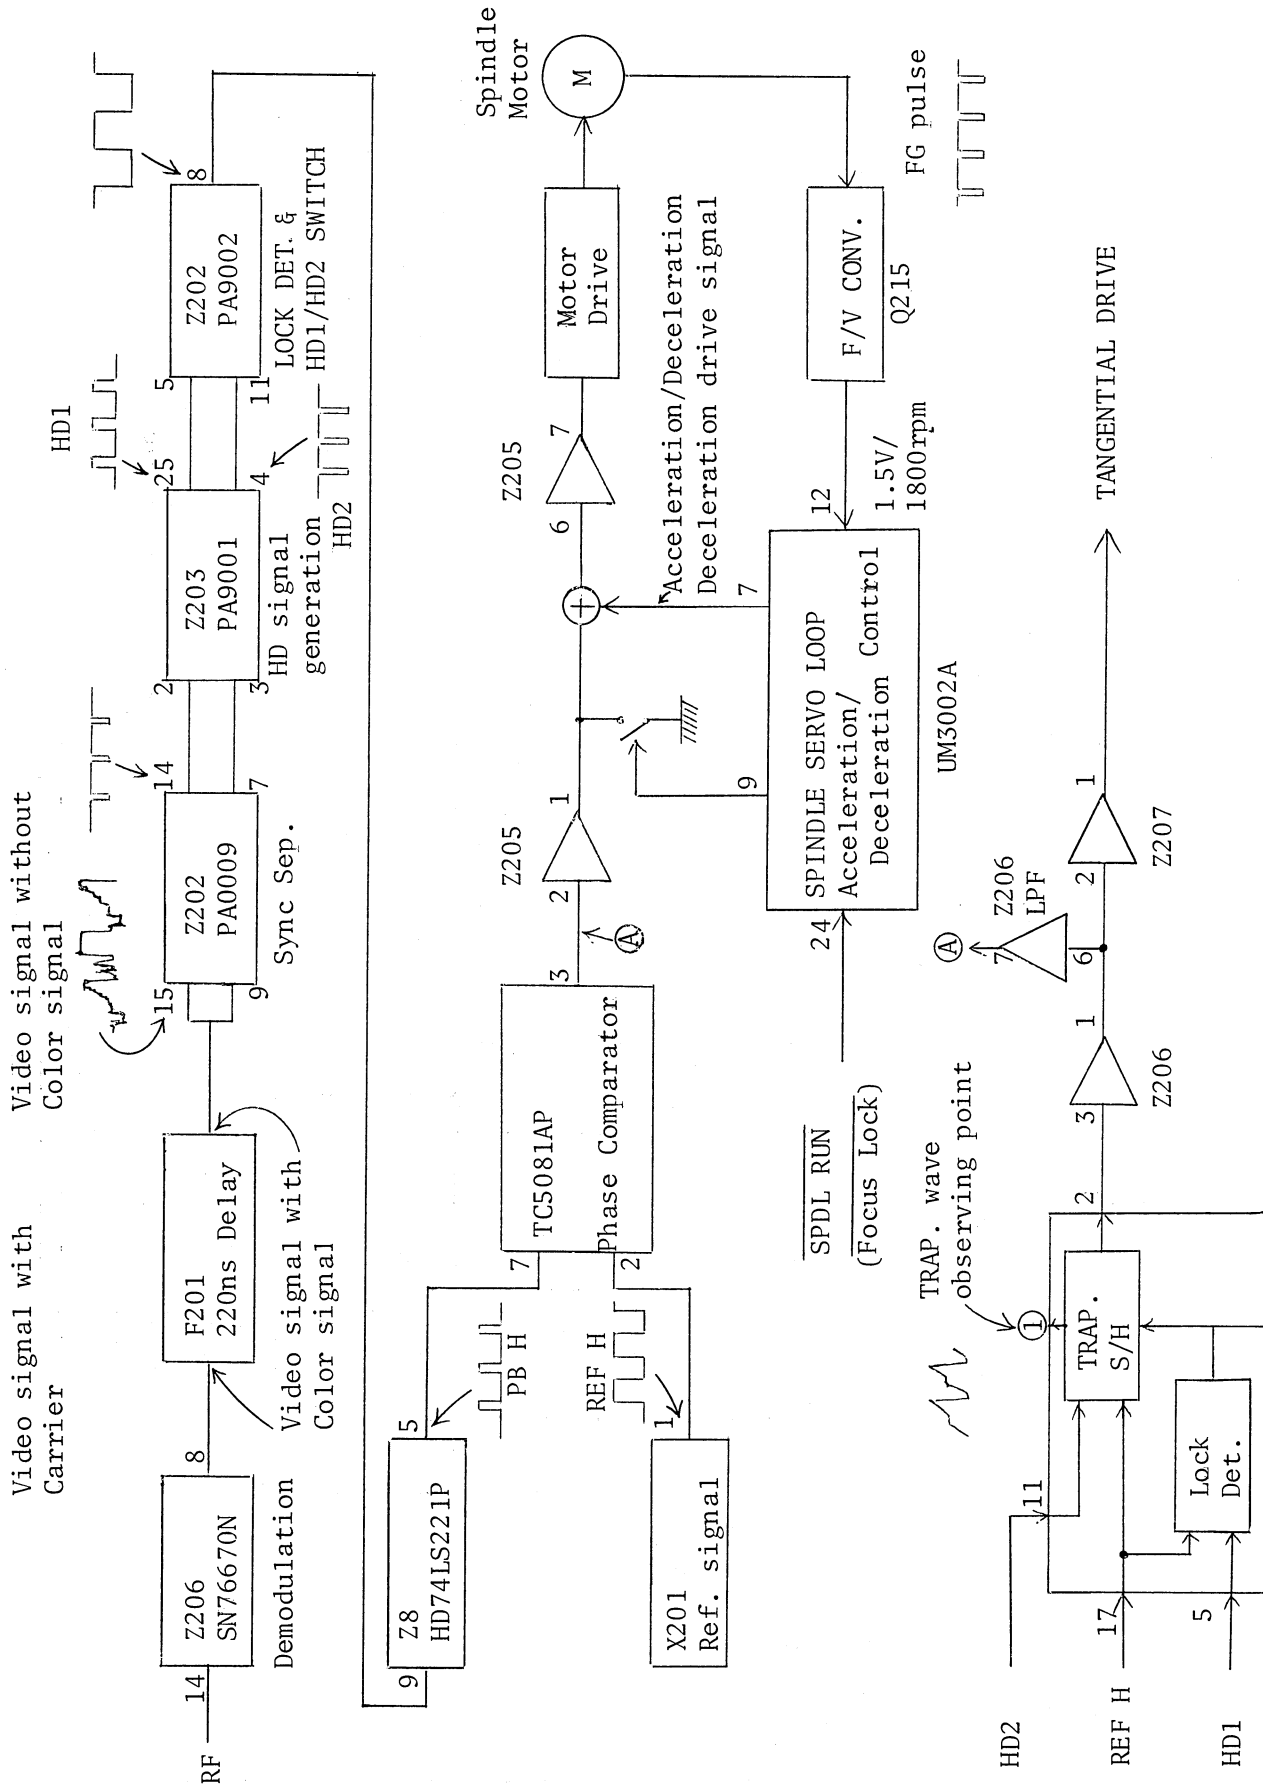 Video signal with
Carrier
Video signal without
Color signal
RF
14
Z206
SN76670N
8
Demodulation
F201
220ns Delay
Video signal with
Color signal
15
9
Z202
PA0009
14
7
Sync Sep.
2
3
Z203
PA9001
25
4
HD signal
generation
HD1
HD2
5
11
Z202
PA9002
8
LOCK DET. &
HD1/HD2 SWITCH
9
Z8
HD74LS221P
5
PB H
X201
Ref. signal
1
REF H
7
2
TC5081AP
Phase Comparator
3
A
2
Z205
1
6
Z205
7
Motor
Drive
Spindle
Motor
M
FG pulse
F/V CONV.
Q215
1.5V/
1800rpm
12
Acceleration/Deceleration
Deceleration drive signal
7
9
SPINDLE SERVO LOOP
Acceleration/
Deceleration Control
UM3002A
24
SPDL RUN
(Focus Lock)
HD2
11
REF H
17
HD1
5
Lock
Det.
TRAP.
S/H
1
TRAP. wave
observing point
2
3
Z206
1
A
7
6
Z206
LPF
2
Z207
1
TANGENTIAL DRIVE